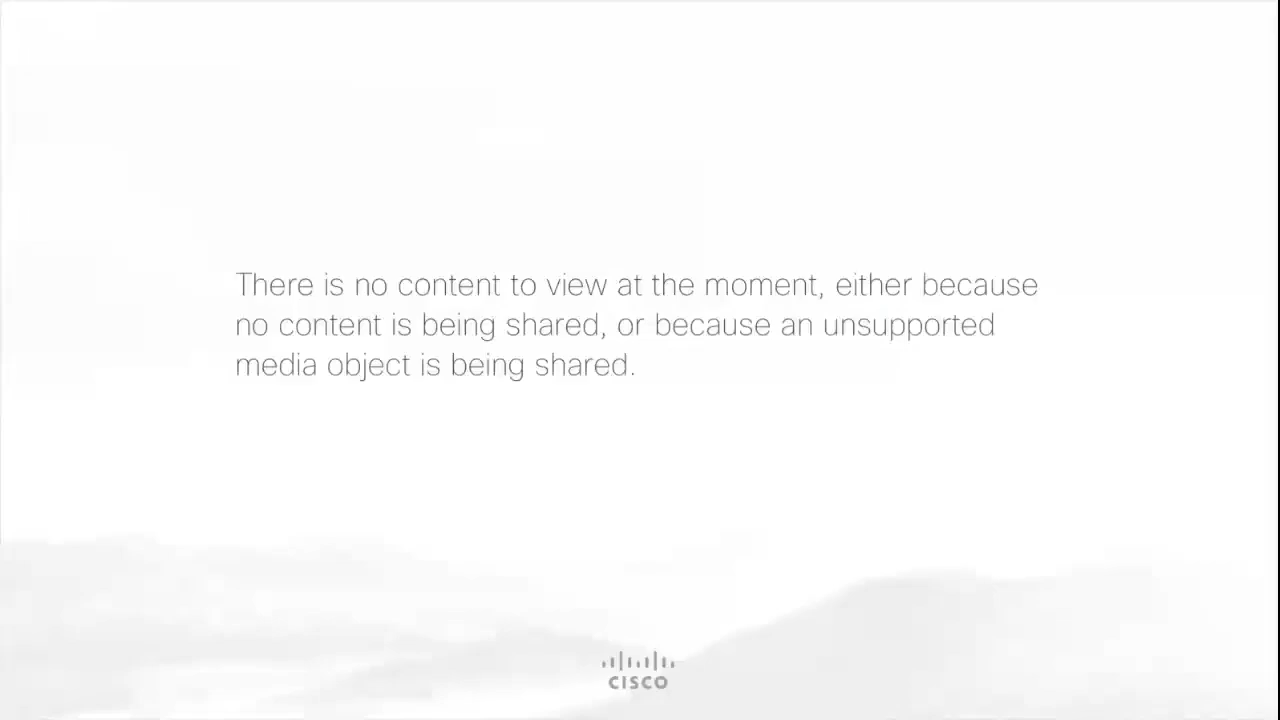 There is no content to view at the moment, either because
no content is being shared, or because an unsupported
media object is being shared.
CISCO